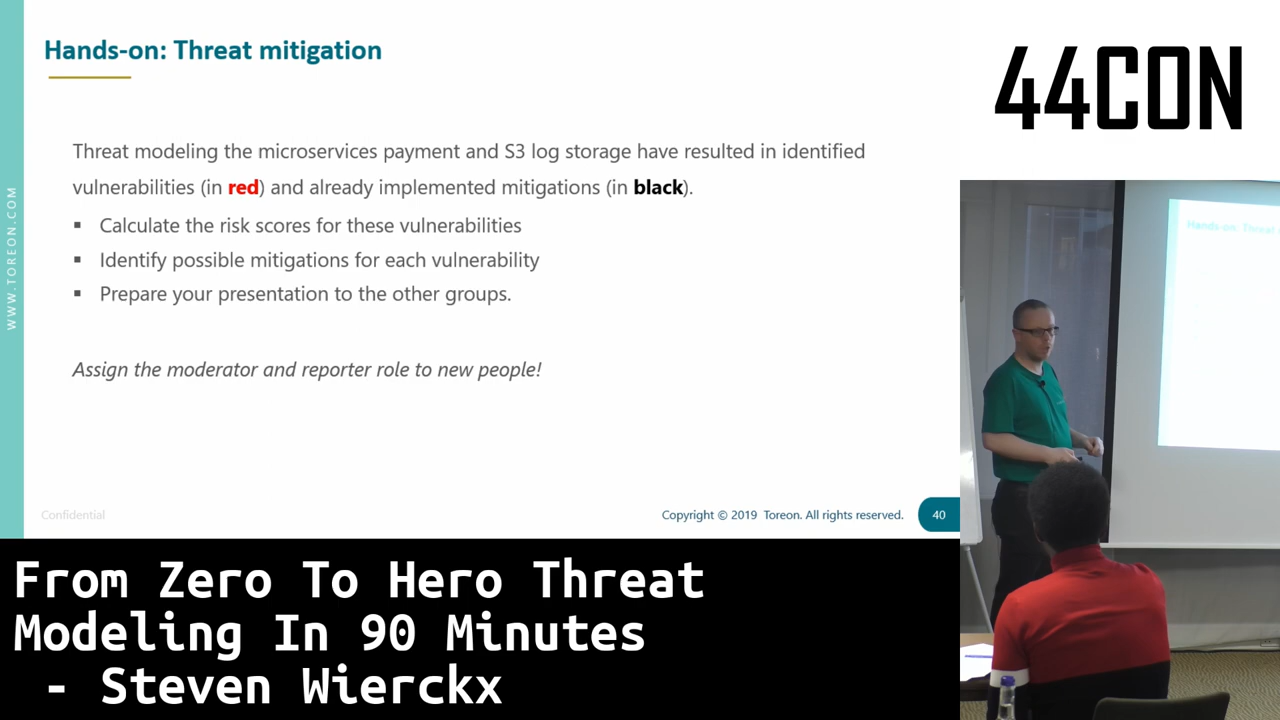 Hands-on: Threat mitigation
Threat modeling the microservices payment and S3 log storage have resulted in identified
vulnerabilities (in red) and already implemented mitigations (in black).
▪ Calculate the risk scores for these vulnerabilities
▪ Identify possible mitigations for each vulnerability
▪ Prepare your presentation to the other groups.
Assign the moderator and reporter role to new people!
WWW.TOREON.COM
Confidential
Copyright © 2019 Toreon. All rights reserved.
40
44CON
Hands-on: Threat
From Zero To Hero Threat
Modeling In 90 Minutes
- Steven Wierckx